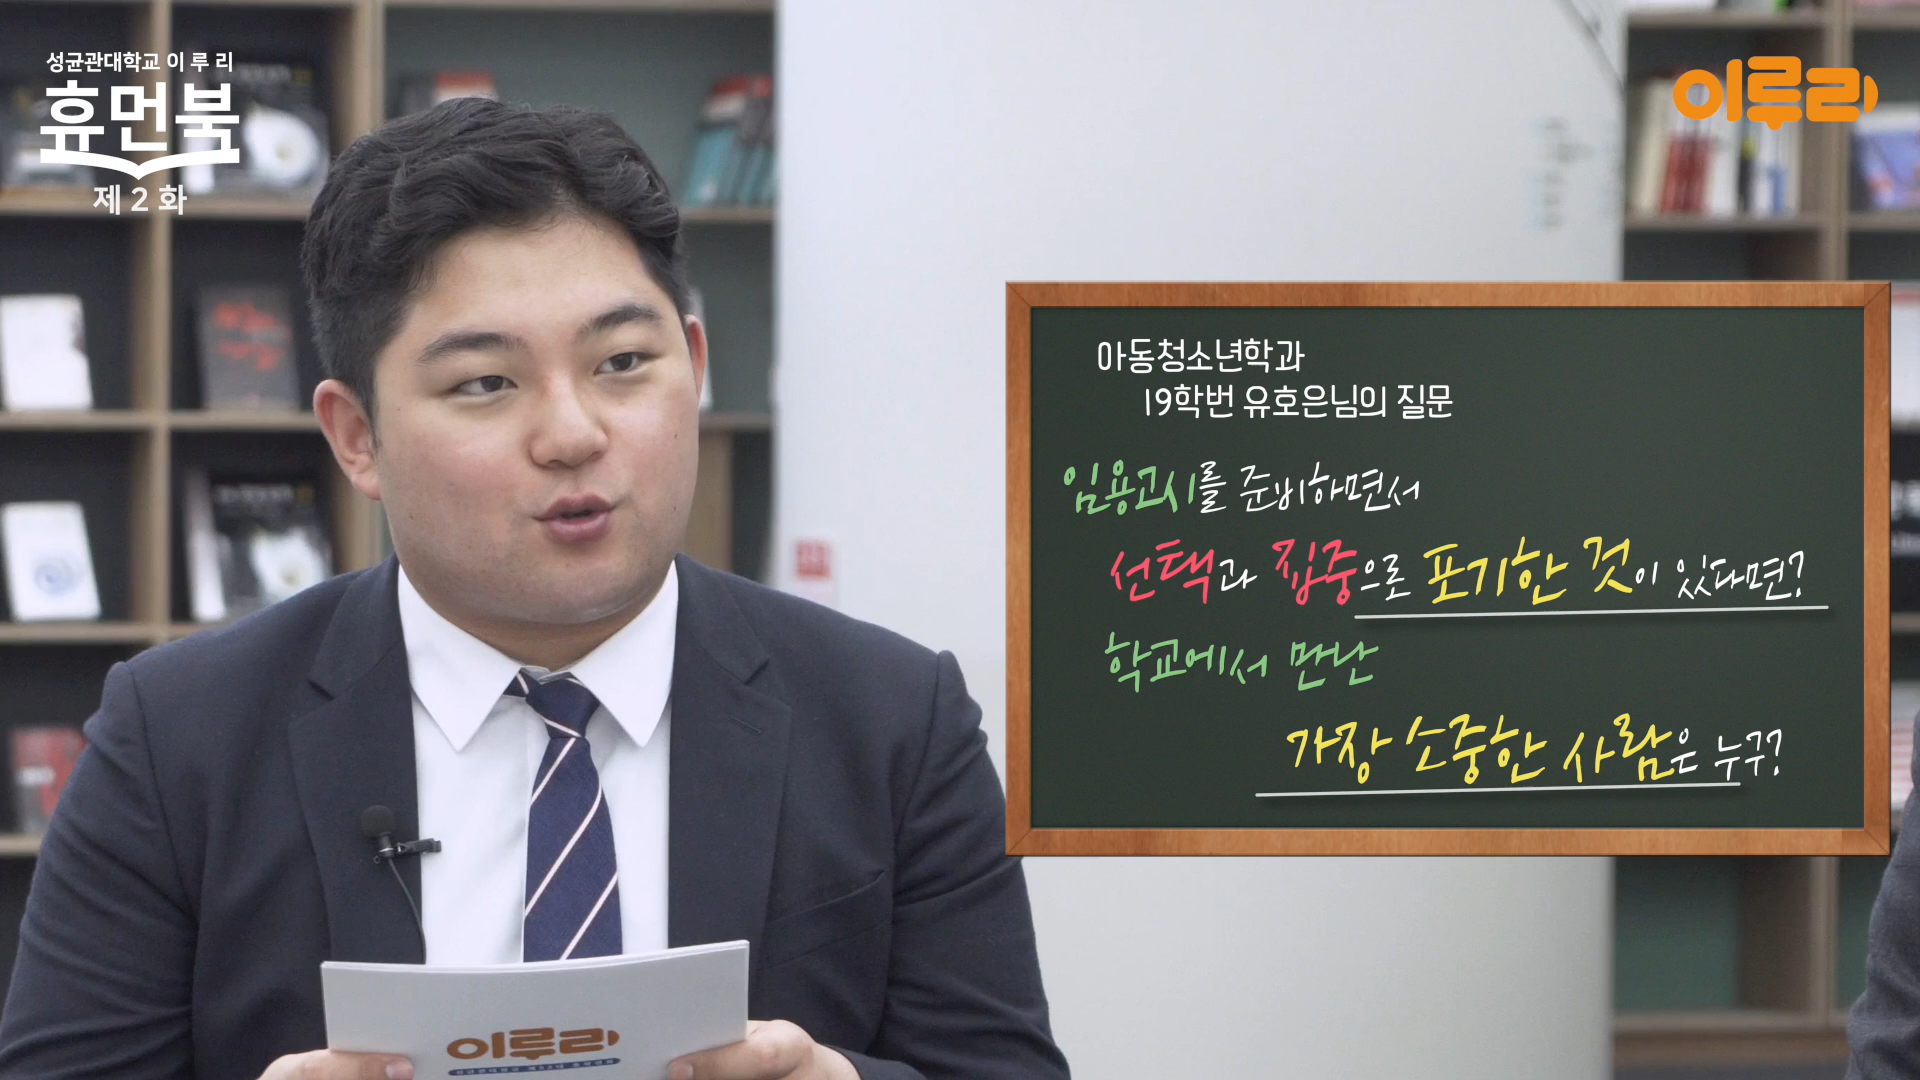 성균관대학교 이루리
휴먼북
제 2 화
이루리
아동청소년학과
19학번 유호은님의 질문
임용고시를 준비하면서
선택과 집중으로 포기한 것이 있다면?
학교에서 만난
가장 소중한 사람은 누구?
이루리